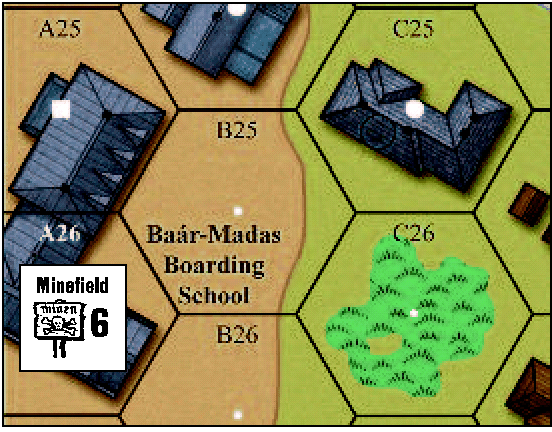 A25
C25
B25
A26
Baár-Madas
Boarding
School
C26
Minefield
minen
6
B26